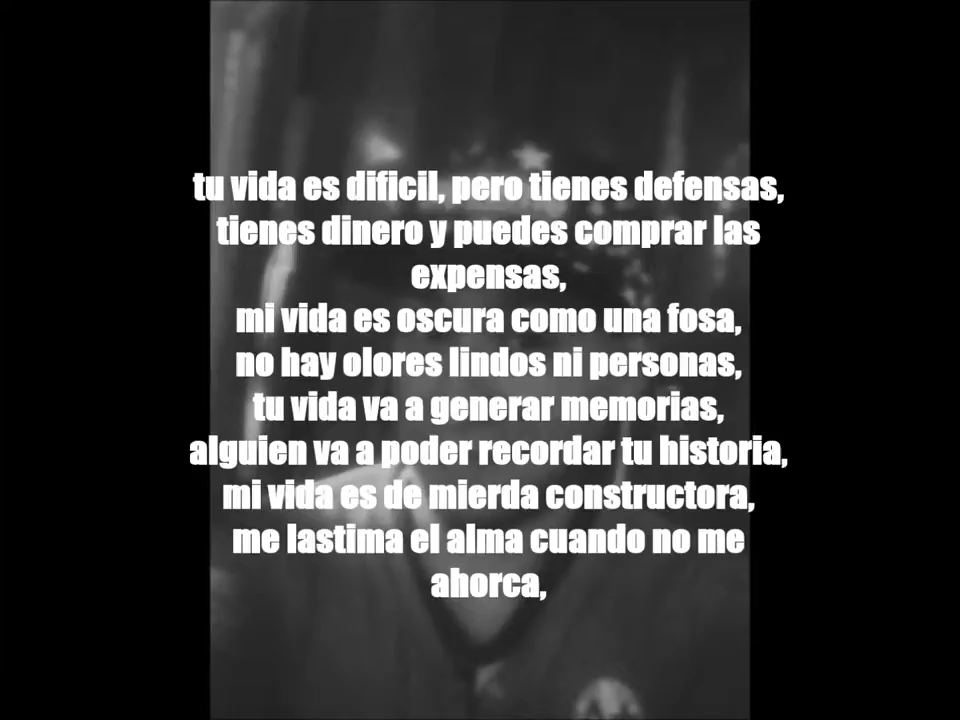 tu vida es dificil, pero tienes defensas,
tienes dinero y puedes comprar las
expensas,
mi vida es oscura como una fosa,
no hay olores lindos ni personas,
tu vida va a generar memorias,
alguien va a poder recordar tu historia,
mi vida es de mierda constructora,
me lastima el alma cuando no me
ahorca,